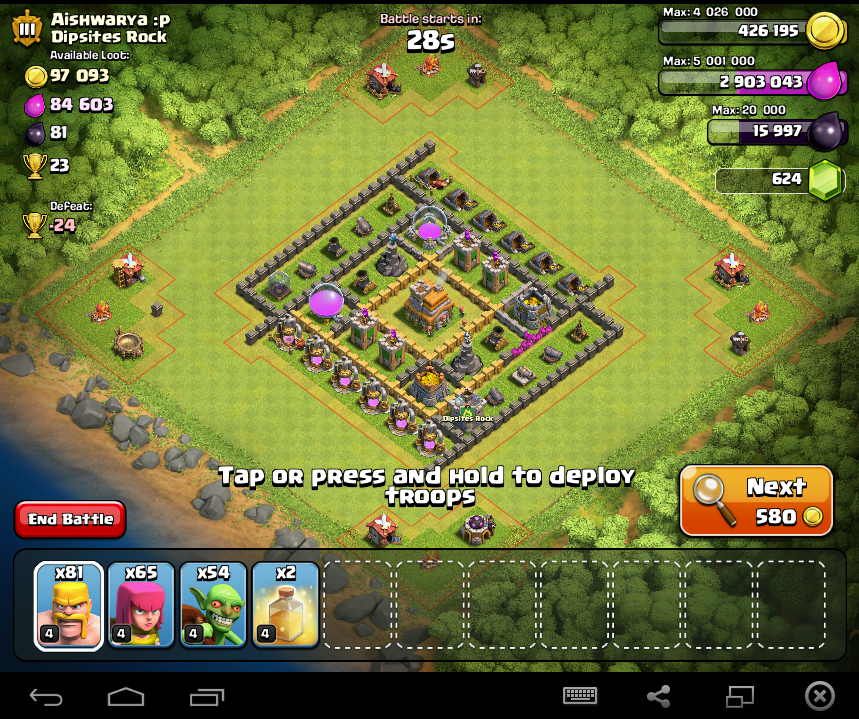 Aishwarya :p
Dipsites Rock
Available Loot:
97 093
84 603
81
23
Defeat:
-24
Battle starts in:
28s
Max: 4 026 000
426 195
Max: 5 001 000
2 903 043
Max: 20 000
15 997
624
Dipsites Rock
Tap or press and hold to deploy
troops
End Battle
Next
580
x81
x65
x54
x2
4
4
4
4